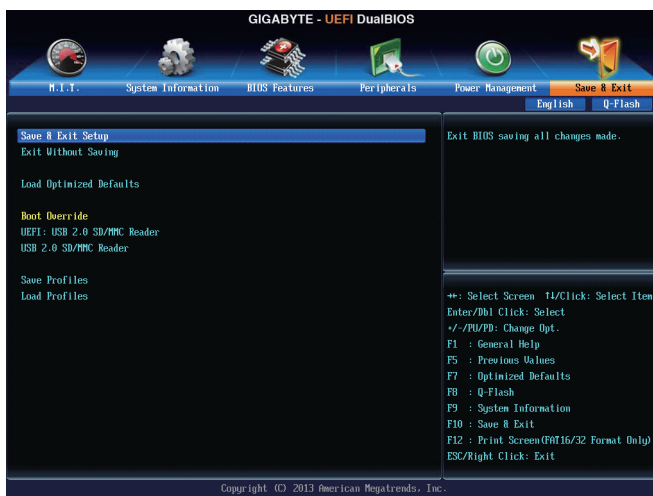 GIGABYTE - UEFI DualBIOS
M.I.T. System Information BIOS Features Peripherals Power Management Save & Exit
English Q-Flash
Save & Exit Setup
Exit Without Saving
Load Optimized Defaults
Boot Override
UEFI: USB 2.0 SD/MMC Reader
USB 2.0 SD/MMC Reader
Save Profiles
Load Profiles
Exit BIOS saving all changes made.
→←: Select Screen ↑↓/Click: Select Item
Enter/Dbl Click: Select
+/-/PU/PD: Change Opt.
F1 : General Help
F5 : Previous Values
F7 : Optimized Defaults
F8 : Q-Flash
F9 : System Information
F10 : Save & Exit
F12 : Print Screen(FAT16/32 Format Only)
ESC/Right Click: Exit
Copyright (C) 2013 American Megatrends, Inc.